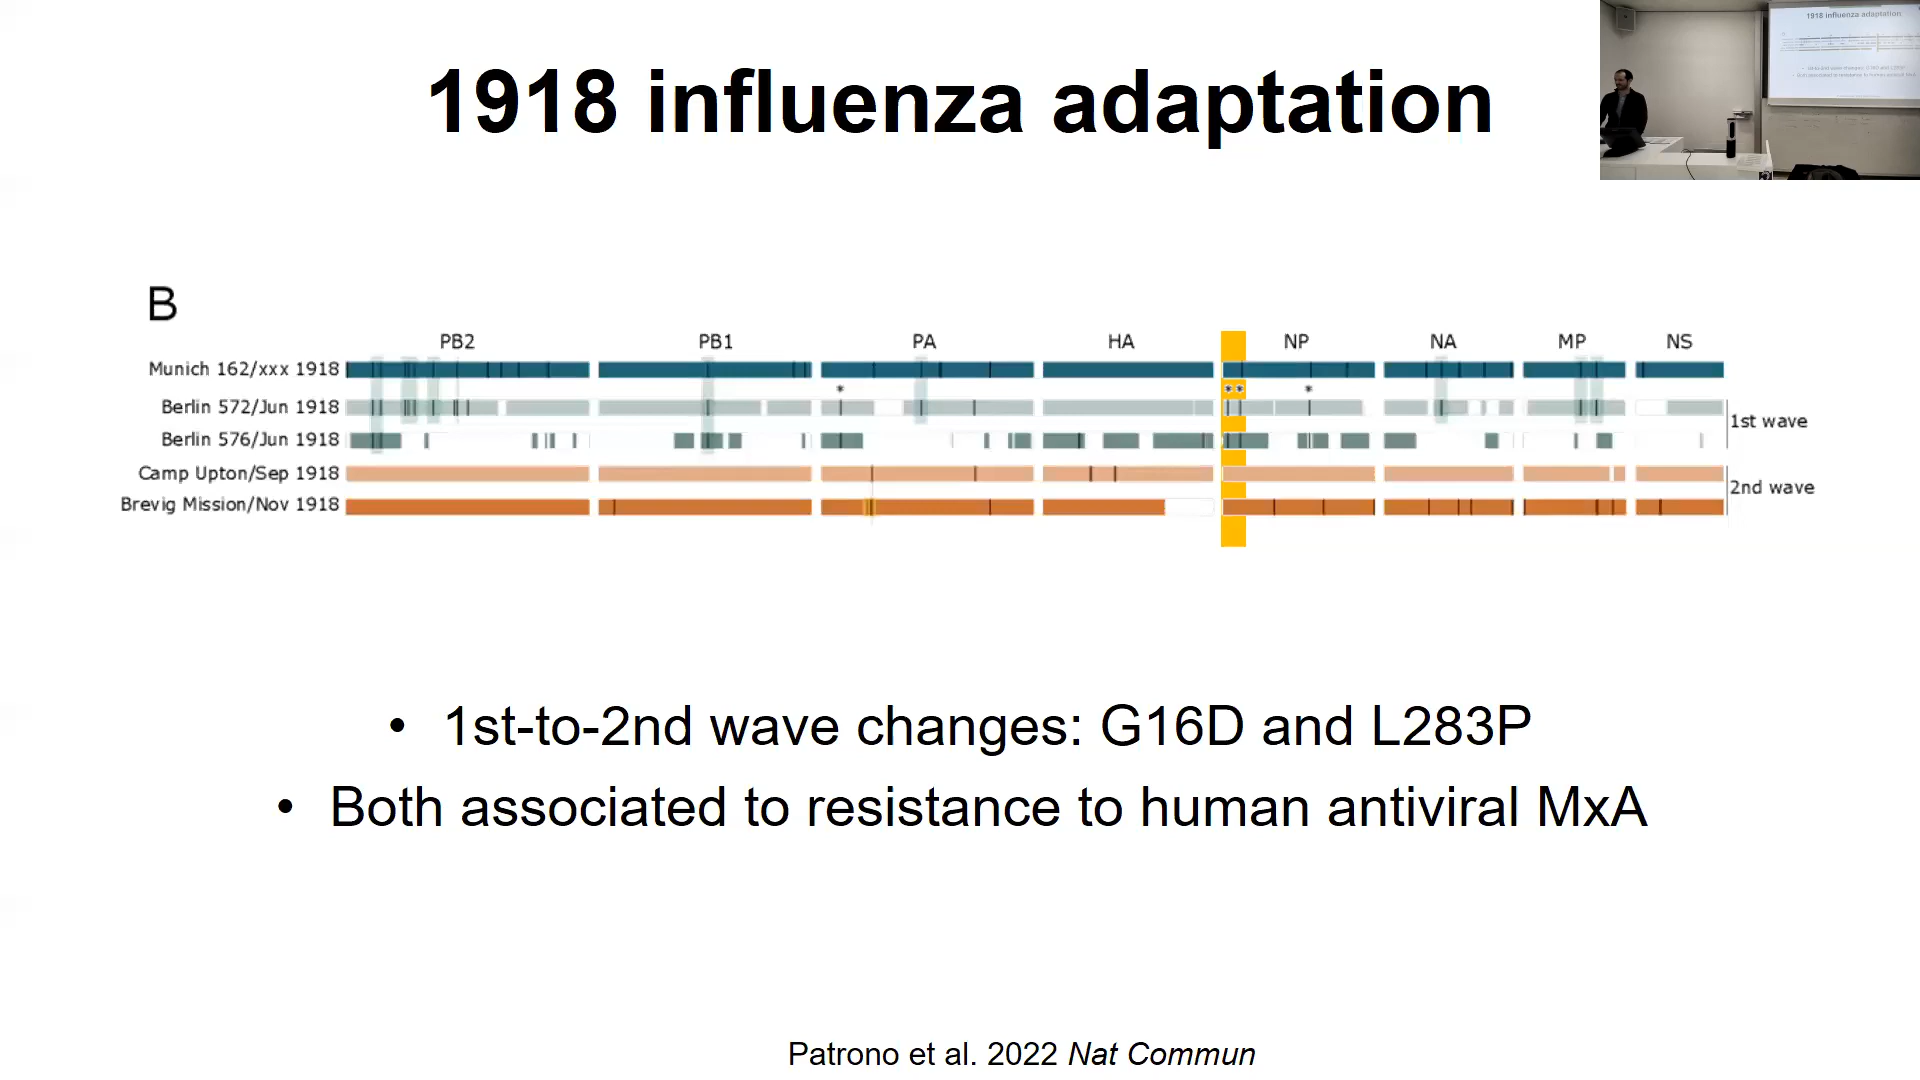 1918 influenza adaptation
1918 influenza adaptation
B
PB2 PB1 PA HA NP NA MP NS
Munich 162/xxx 1918
* * * *
Berlin 572/Jun 1918
1st wave
Berlin 576/Jun 1918
Camp Upton/Sep 1918
2nd wave
Brevig Mission/Nov 1918
• 1st-to-2nd wave changes: G16D and L283P
• Both associated to resistance to human antiviral MxA
Patrono et al. 2022 Nat Commun